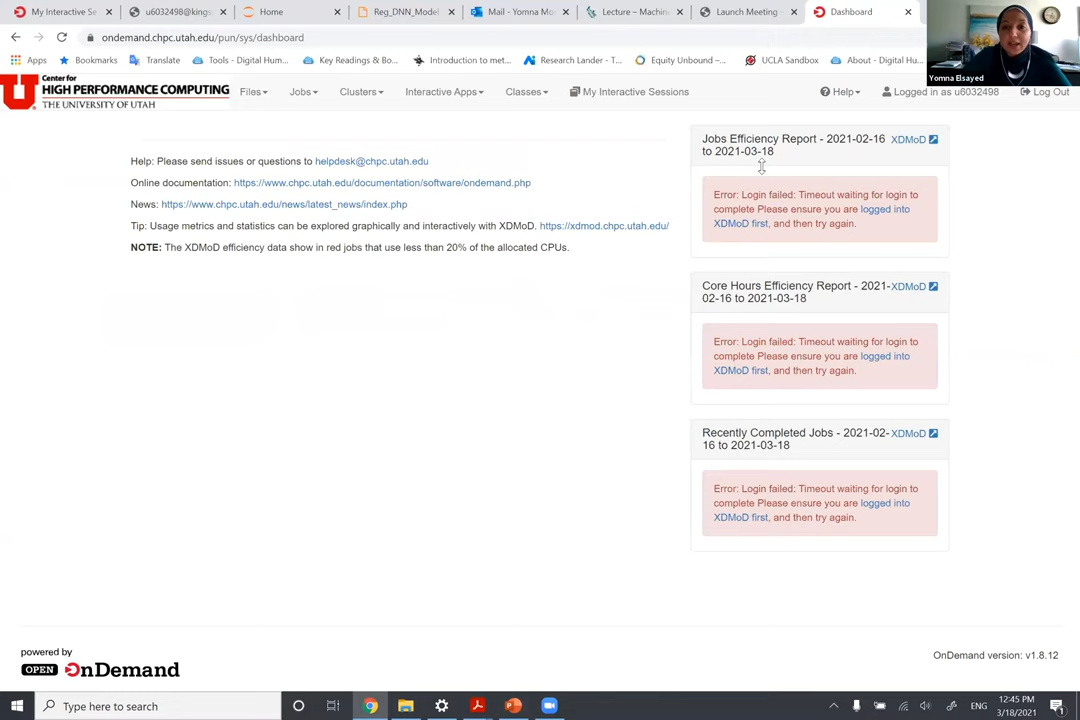 My Interactive Se
u6032498@kings
Home
Reg_DNN_Model
Mail - Yomna Mo
Lecture – Machin
Launch Meeting -
Dashboard
ondemand.chpc.utah.edu/pun/sys/dashboard
Apps
Bookmarks
Translate
Tools - Digital Hum...
Key Readings & Bo...
Introduction to met...
Research Lander - T...
Equity Unbound –...
UCLA Sandbox
About - Digital Hu...
Yomna Elsayed
Center for
HIGH PERFORMANCE COMPUTING
THE UNIVERSITY OF UTAH
Files
Jobs
Clusters
Interactive Apps
Classes
My Interactive Sessions
Help
Logged in as u6032498
Log Out
Help: Please send issues or questions to helpdesk@chpc.utah.edu
Online documentation: https://www.chpc.utah.edu/documentation/software/ondemand.php
News: https://www.chpc.utah.edu/news/latest_news/index.php
Tip: Usage metrics and statistics can be explored graphically and interactively with XDMoD. https://xdmod.chpc.utah.edu/
NOTE: The XDMoD efficiency data show in red jobs that use less than 20% of the allocated CPUs.
Jobs Efficiency Report - 2021-02-16 XDMoD
to 2021-03-18
Error: Login failed: Timeout waiting for login to
complete Please ensure you are logged into
XDMoD first, and then try again.
Core Hours Efficiency Report - 2021- XDMoD
02-16 to 2021-03-18
Error: Login failed: Timeout waiting for login to
complete Please ensure you are logged into
XDMoD first, and then try again.
Recently Completed Jobs - 2021-02- XDMoD
16 to 2021-03-18
Error: Login failed: Timeout waiting for login to
complete Please ensure you are logged into
XDMoD first, and then try again.
powered by
OPEN OnDemand
OnDemand version: v1.8.12
Type here to search
ENG
12:45 PM
3/18/2021
1